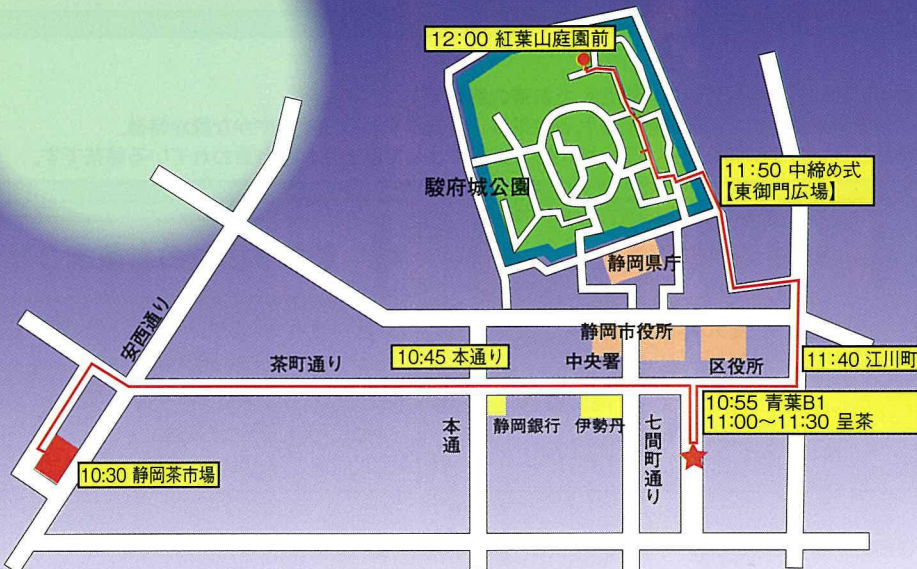 12:00 紅葉山庭園前
11:50 中締め式
【東御門広場】
駿府城公園
静岡県庁
安西通り
茶町通り
10:45 本通り
静岡市役所
中央署
区役所
11:40 江川町
10:55 青葉B1
11:00～11:30 呈茶
本通
静岡銀行
伊勢丹
七間町通り
10:30 静岡茶市場